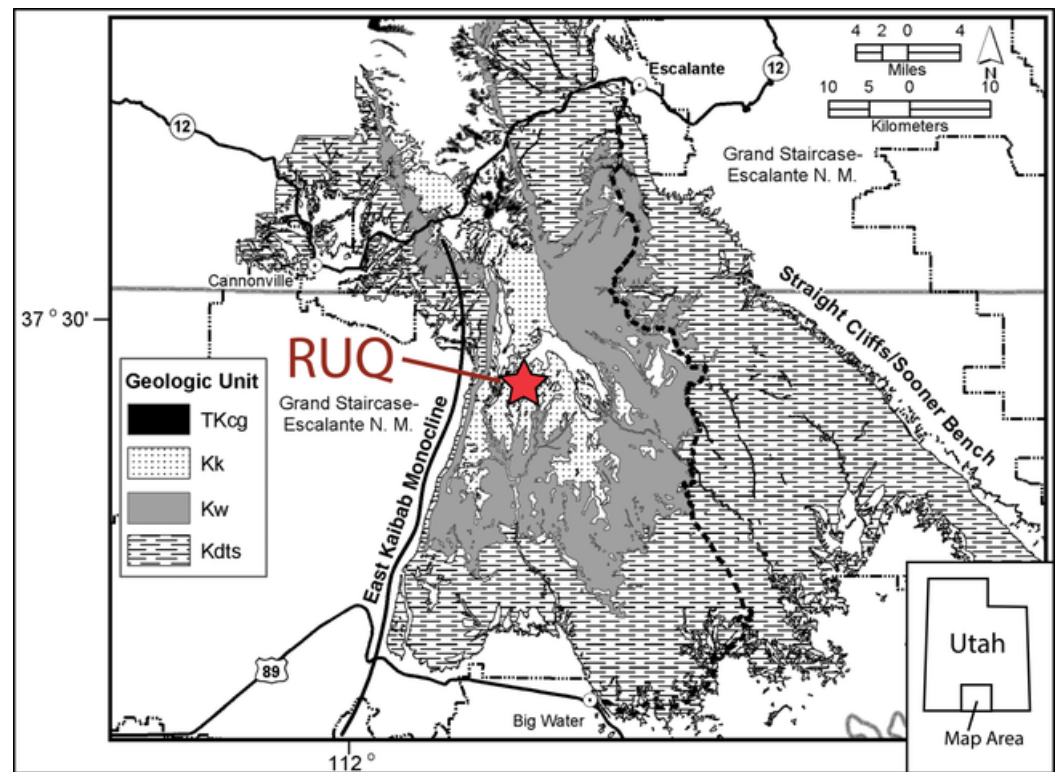 4 2 0 4
Miles
N
10 5 0 10
Kilometers
12
Escalante
12
Grand Staircase-
Escalante N. M.
Cannonville
37 ° 30'
Straight Cliffs/Sooner Bench
RUQ
Grand Staircase-
Escalante N. M.
East Kaibab Monocline
Geologic Unit
TKcg
Kk
Kw
Kdts
89
Big Water
Utah
Map Area
112 °